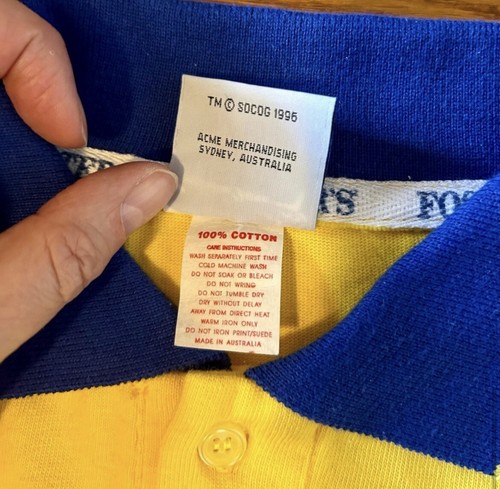 TM © SOCOG 1996
ACME MERCHANDISING
SYDNEY, AUSTRALIA
100% COTTON
CARE INSTRUCTIONS
WASH SEPARATELY FIRST TIME
COLD MACHINE WASH
DO NOT SOAK OR BLEACH
DO NOT WRING
DO NOT TUMBLE DRY
DRY WITHOUT DELAY
AWAY FROM DIRECT HEAT
WARM IRON ONLY
DO NOT IRON PRINT/SUEDE
MADE IN AUSTRALIA